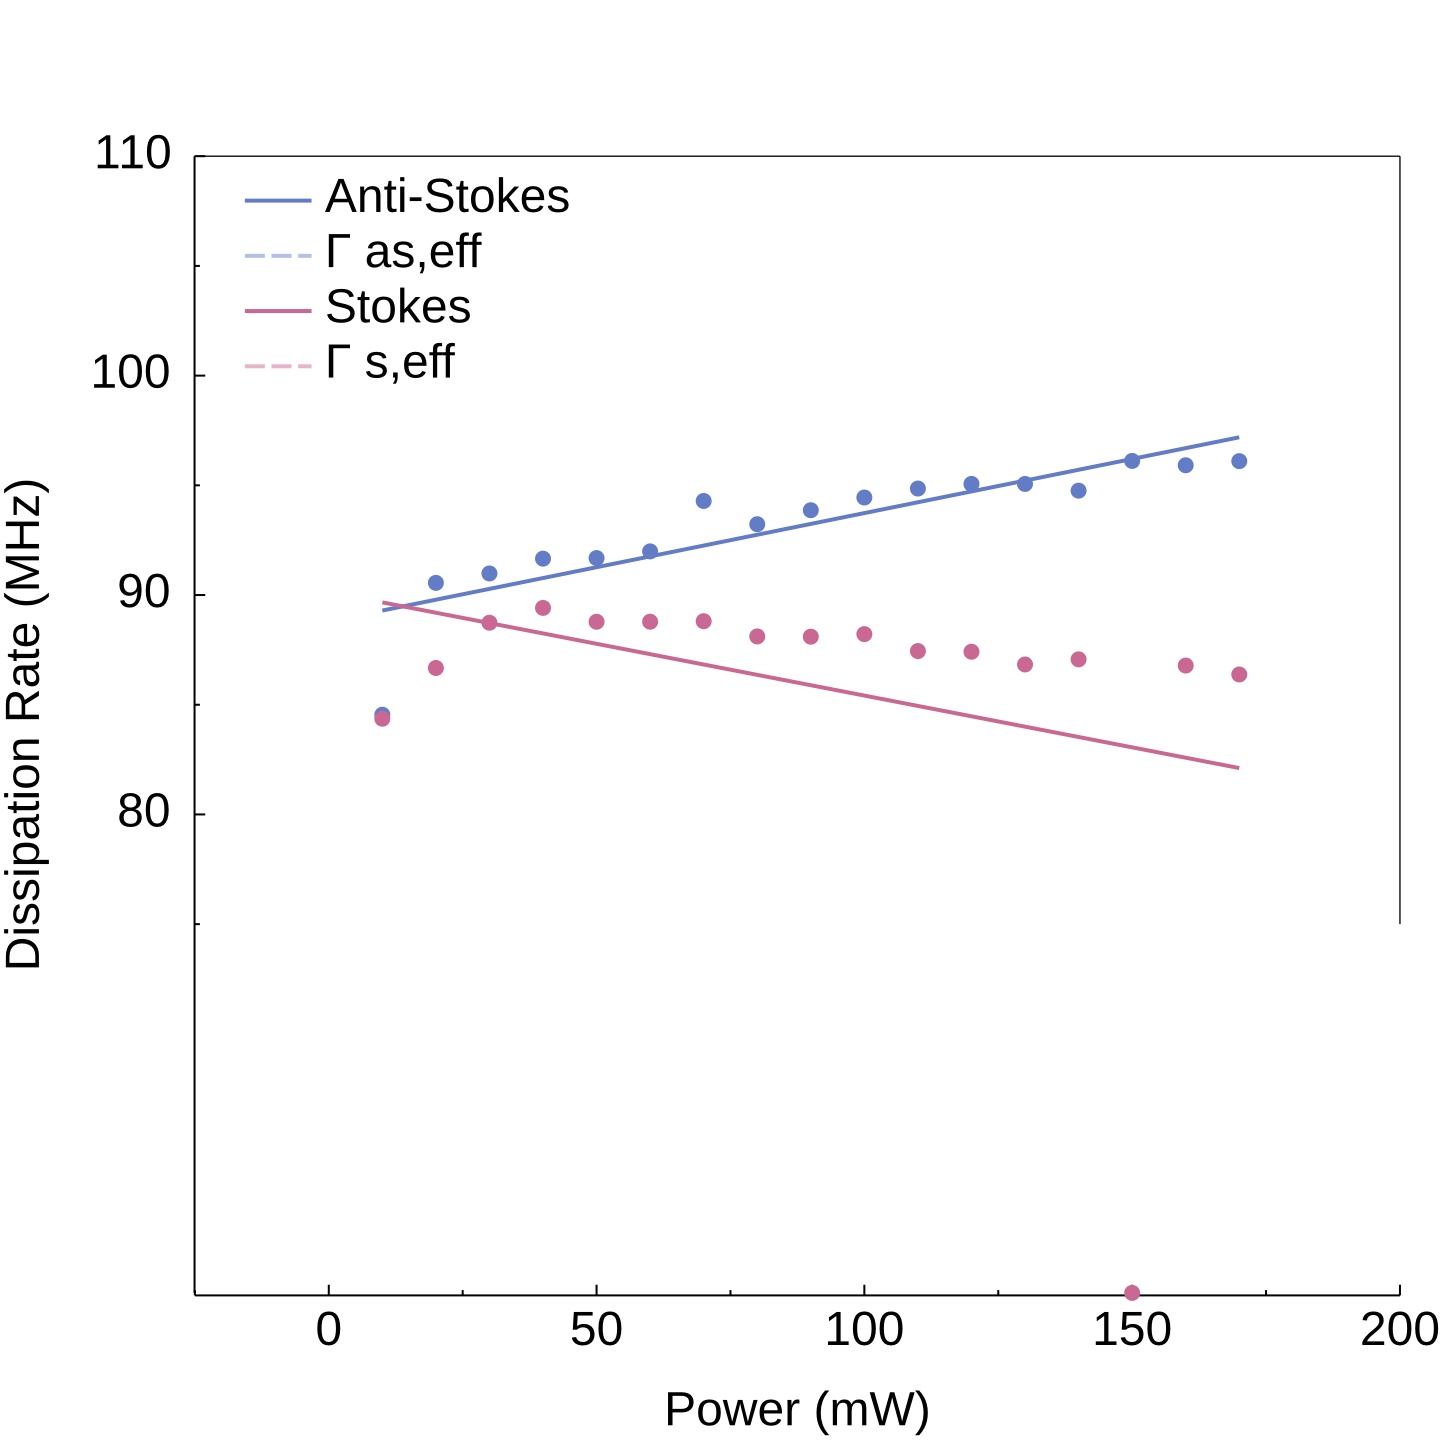 110
Anti-Stokes
Γ as,eff
Stokes
Γ s,eff
100
90
80
Dissipation Rate (MHz)
0 50 100 150 200
Power (mW)